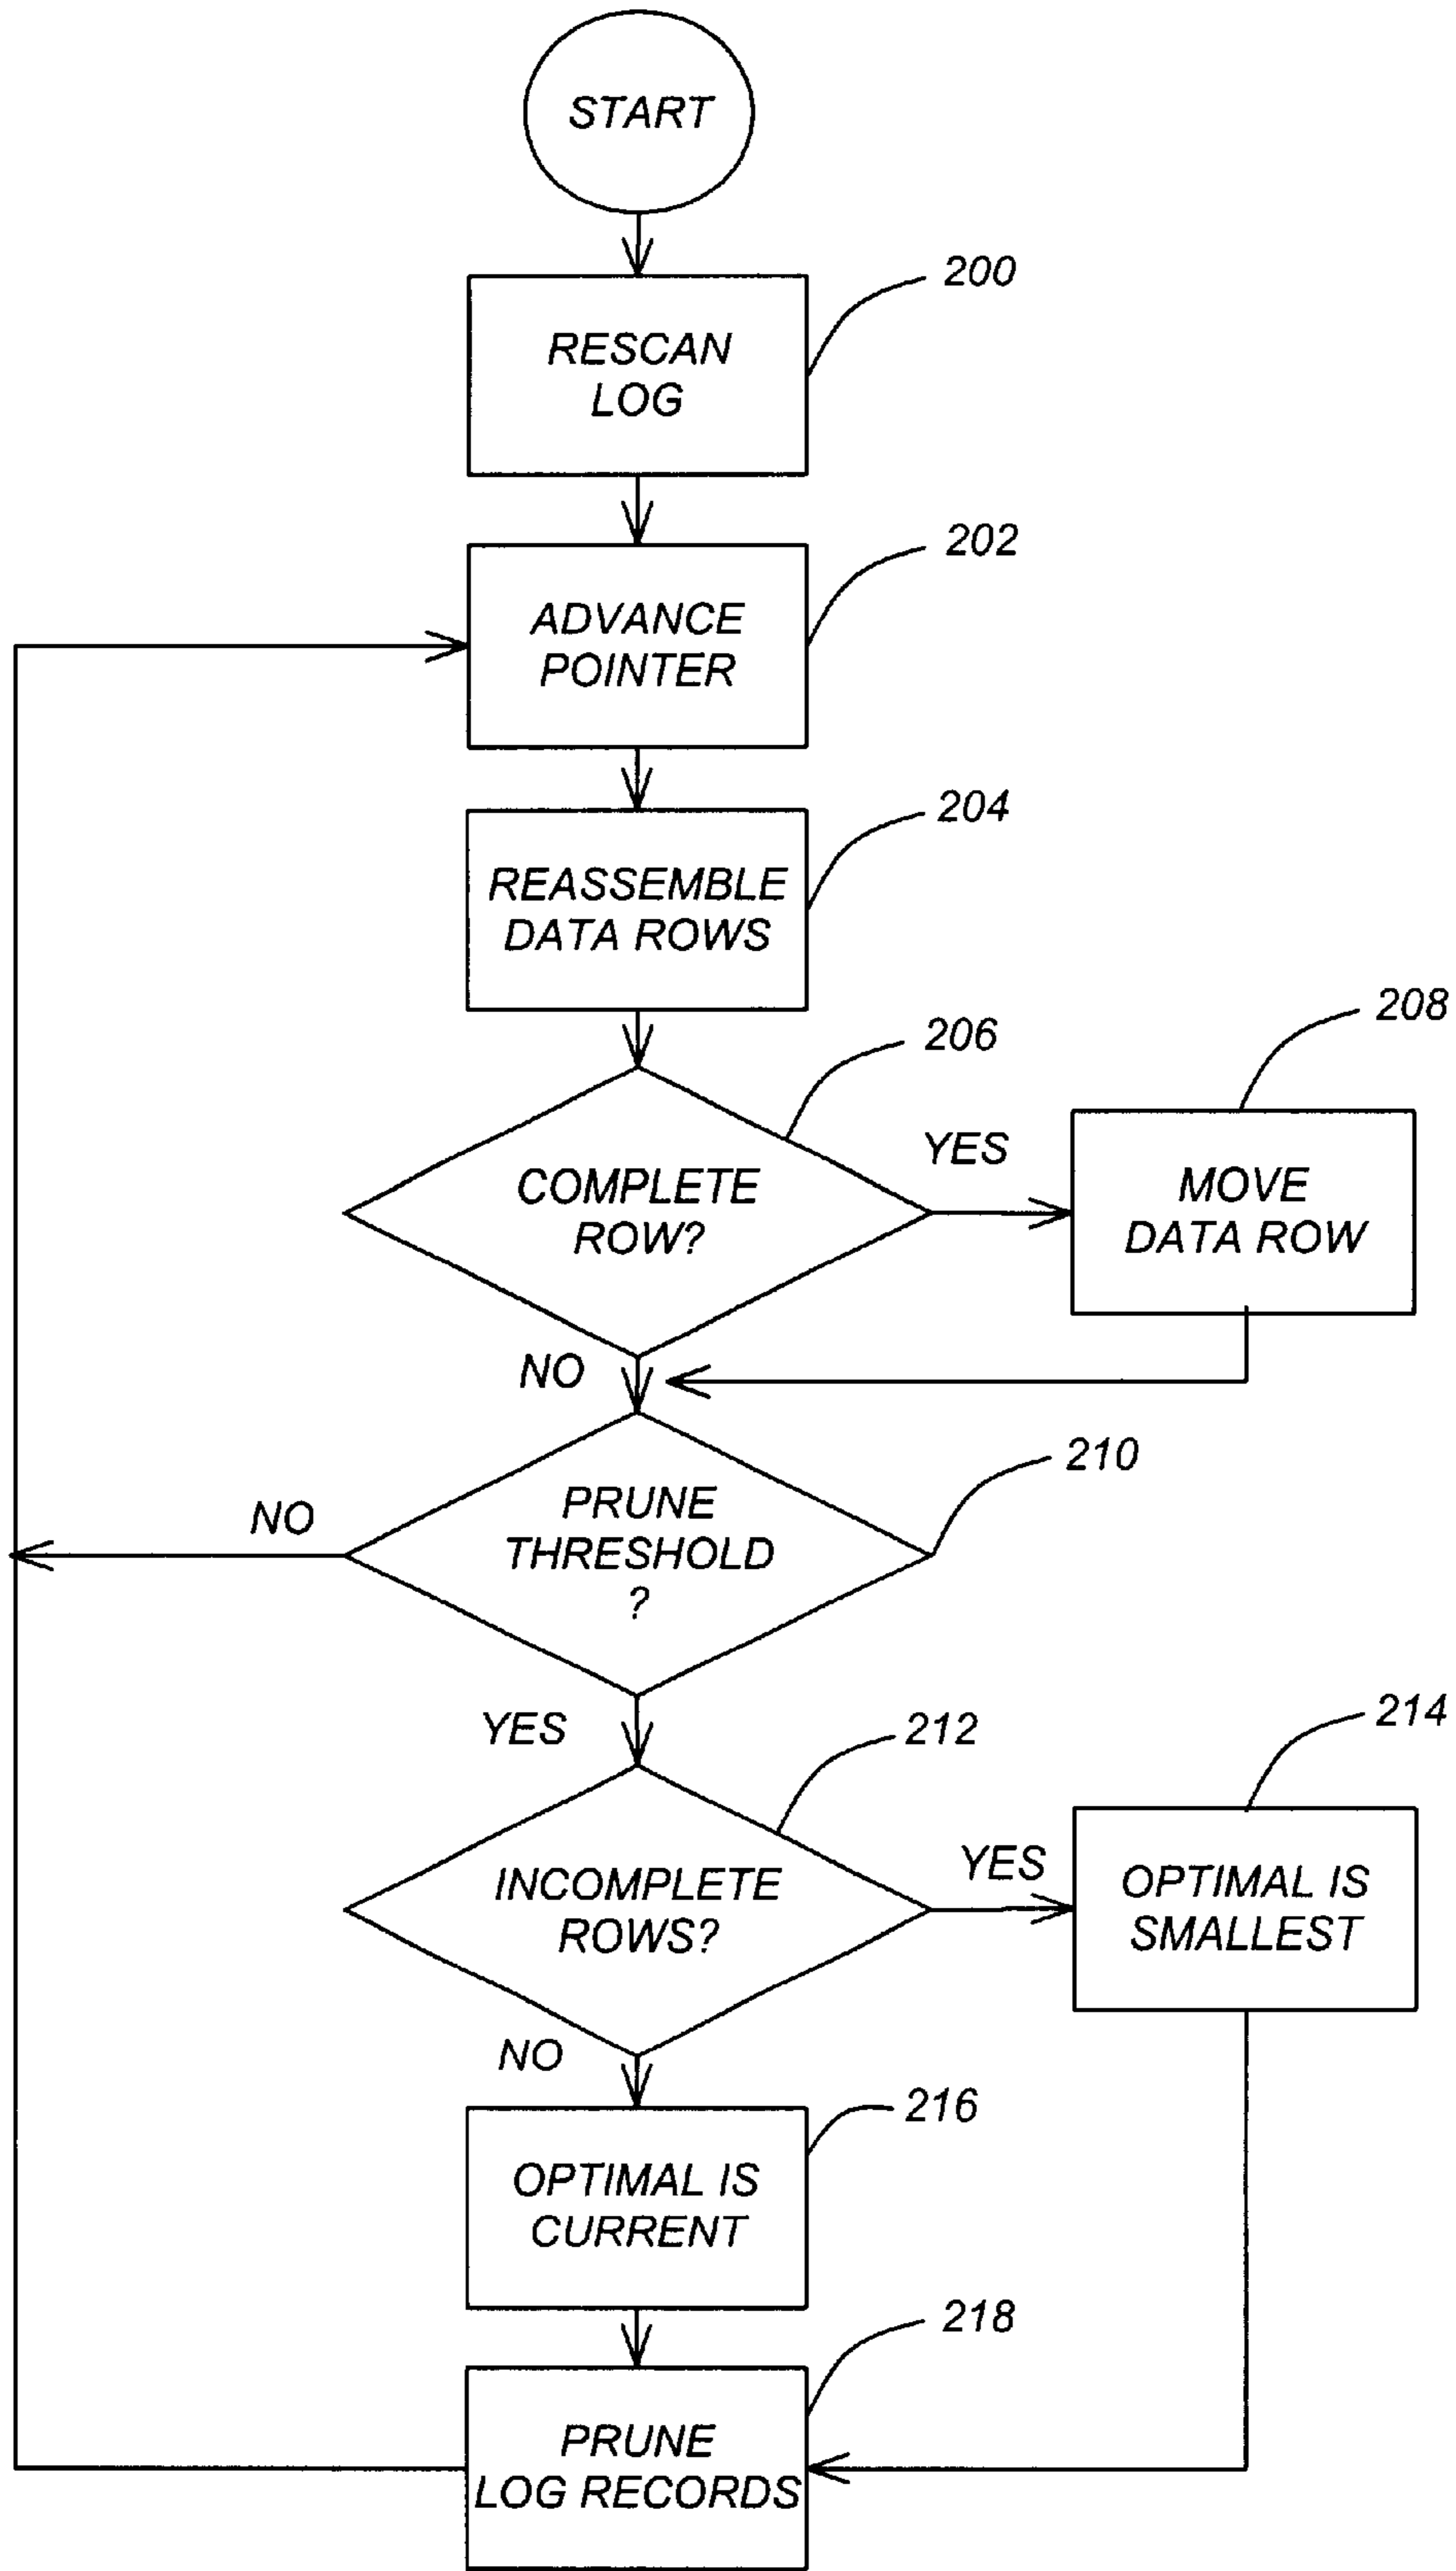 START
200
RESCAN
LOG
202
ADVANCE
POINTER
204
REASSEMBLE
DATA ROWS
206
208
COMPLETE
ROW?
YES
MOVE
DATA ROW
NO
210
PRUNE
THRESHOLD
?
NO
YES
212
214
INCOMPLETE
ROWS?
YES
OPTIMAL IS
SMALLEST
NO
216
OPTIMAL IS
CURRENT
218
PRUNE
LOG RECORDS